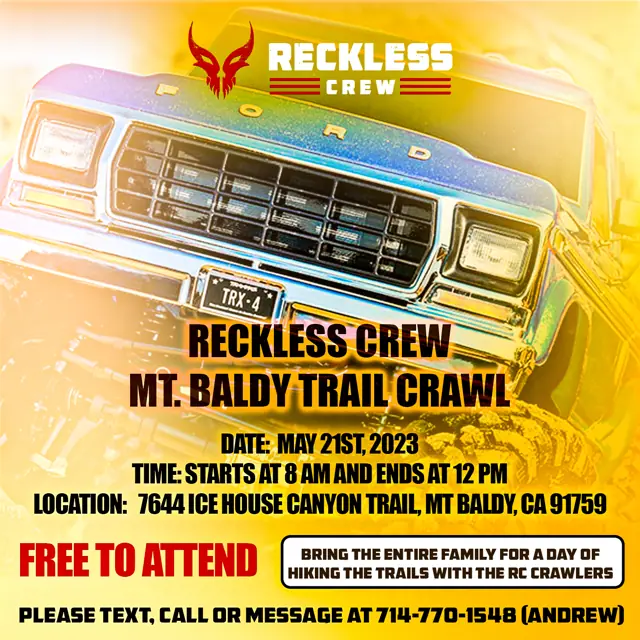 RECKLESS
CREW
FORD
TRX-4
RECKLESS CREW
MT. BALDY TRAIL CRAWL
DATE: MAY 21ST, 2023
TIME: STARTS AT 8 AM AND ENDS AT 12 PM
LOCATION: 7644 ICE HOUSE CANYON TRAIL, MT BALDY, CA 91759
FREE TO ATTEND
BRING THE ENTIRE FAMILY FOR A DAY OF
HIKING THE TRAILS WITH THE RC CRAWLERS
PLEASE TEXT, CALL OR MESSAGE AT 714-770-1548 (ANDREW)